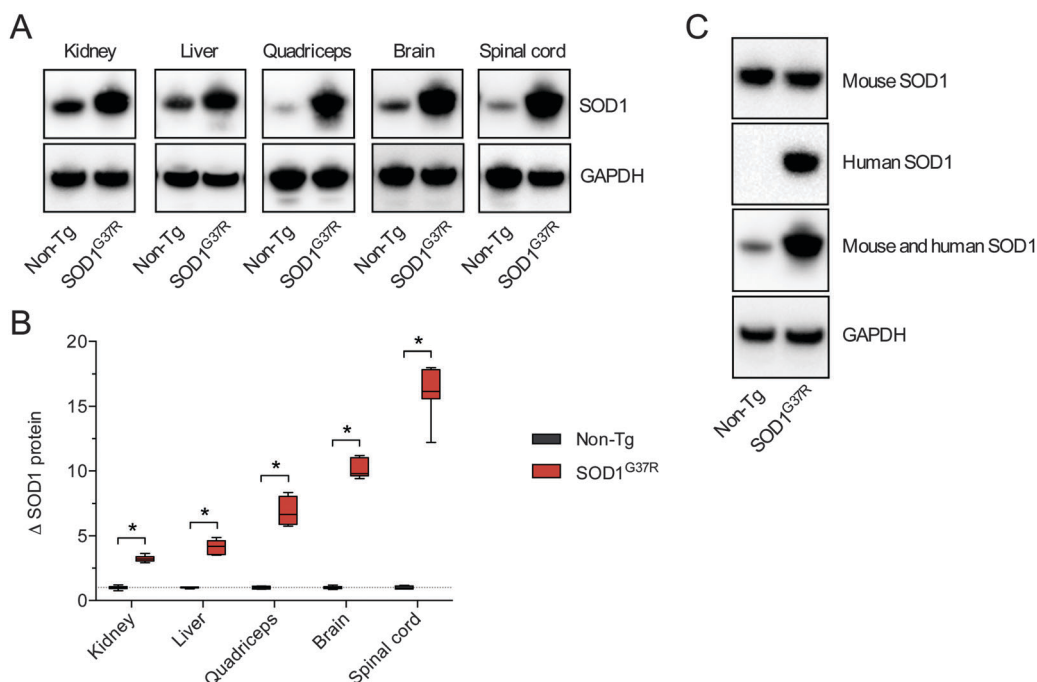 A
Kidney
Liver
Quadriceps
Brain
Spinal cord
SOD1
GAPDH
Non-Tg
SOD1G37R
Non-Tg
SOD1G37R
Non-Tg
SOD1G37R
Non-Tg
SOD1G37R
Non-Tg
SOD1G37R
B
Δ SOD1 protein
20
15
10
5
0
*
*
*
*
*
Kidney
Liver
Quadriceps
Brain
Spinal cord
Non-Tg
SOD1G37R
C
Mouse SOD1
Human SOD1
Mouse and human SOD1
GAPDH
Non-Tg
SOD1G37R